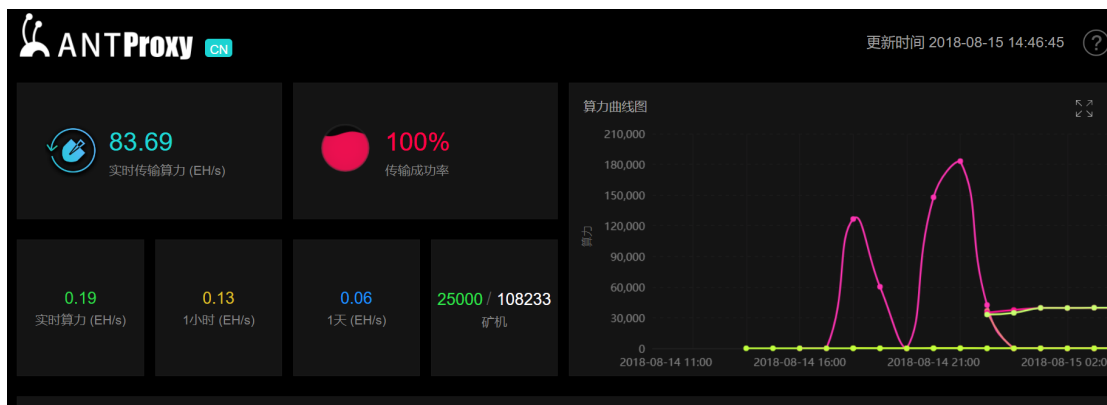 ANTProxy CN
更新时间 2018-08-15 14:46:45 ?
83.69
实时传输算力 (EH/s)
100%
传输成功率
0.19
实时算力 (EH/s)
0.13
1小时 (EH/s)
0.06
1天 (EH/s)
25000 / 108233
矿机
算力曲线图
210,000
180,000
150,000
120,000
90,000
60,000
30,000
0
算力
2018-08-14 11:00 2018-08-14 16:00 2018-08-14 21:00 2018-08-15 02:0